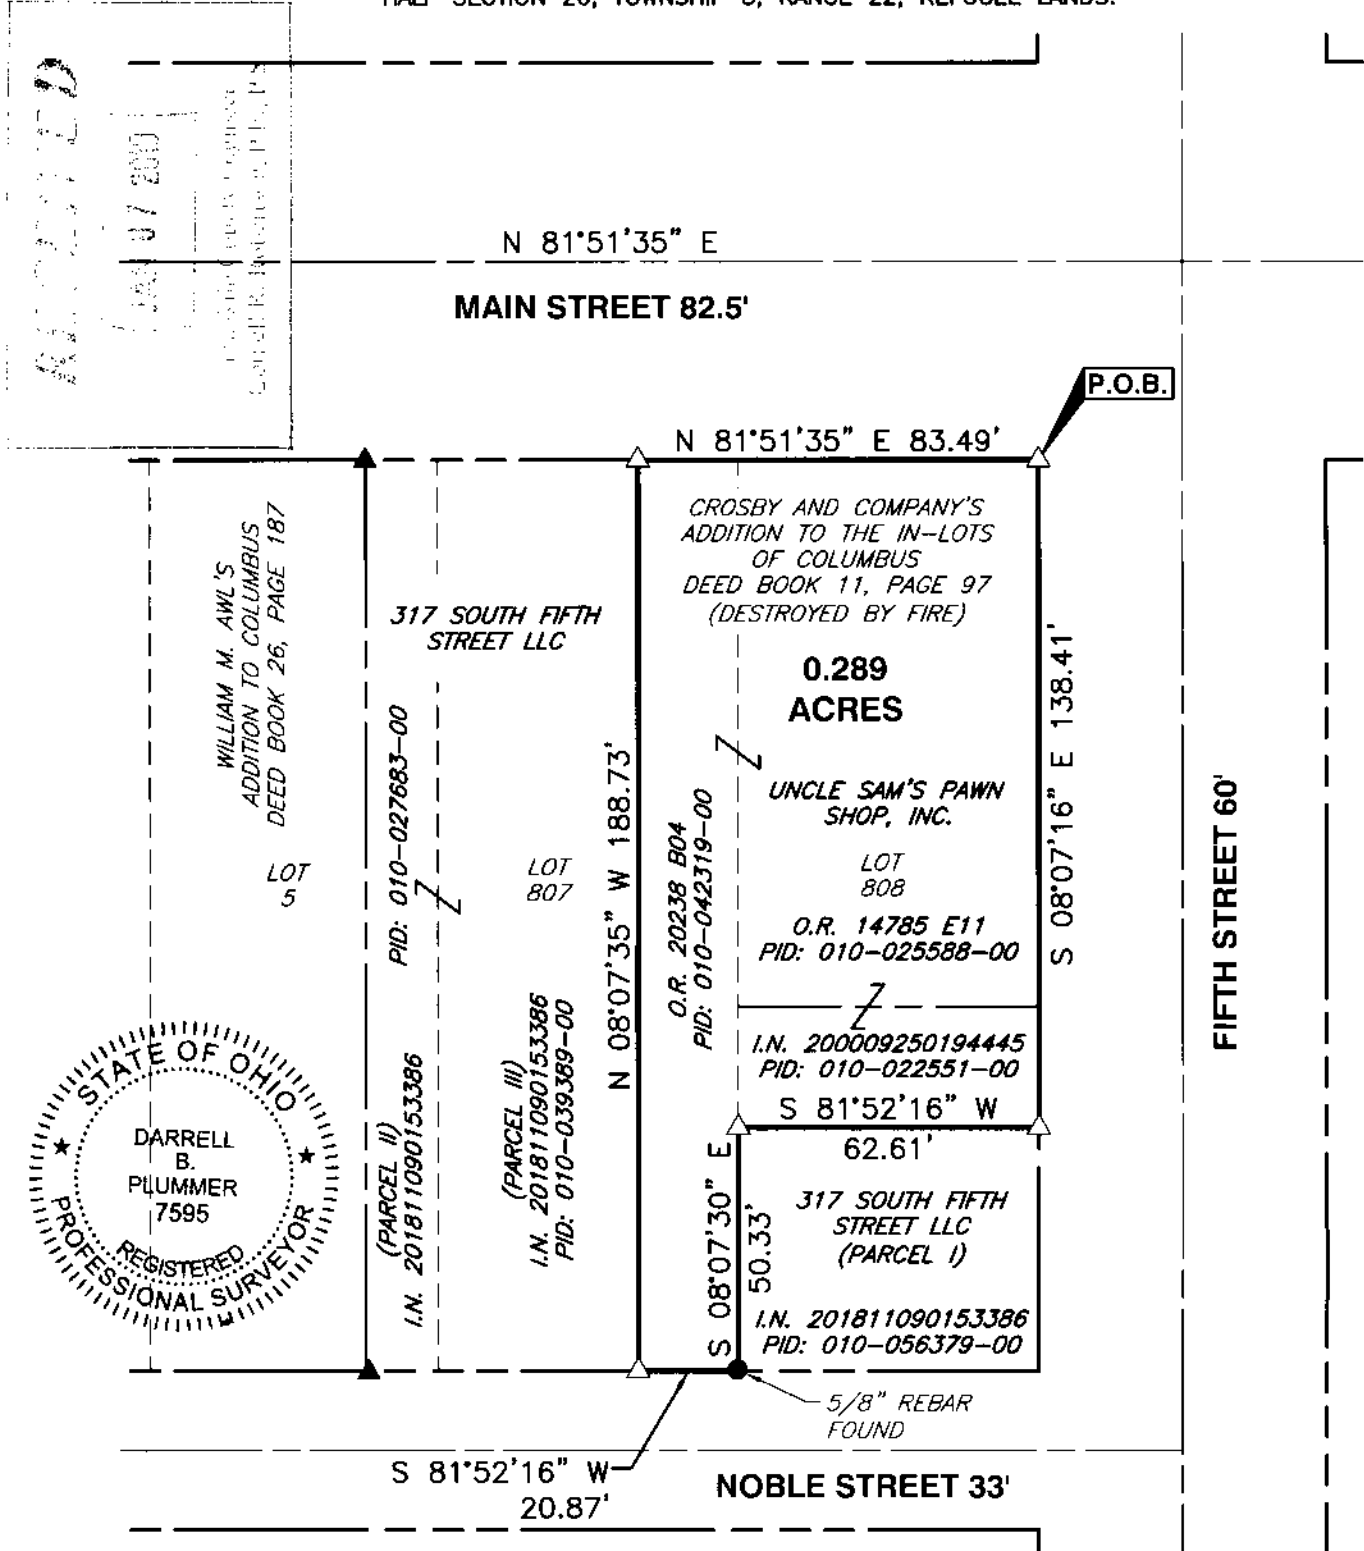 HALF SECTION 26, TOWNSHIP 5, RANGE 22, REFUGEE LANDS.
JAN 07 20
N 81°51'35" E
MAIN STREET 82.5'
P.O.B.
N 81°51'35" E 83.49'
WILLIAM M. AWL'S
ADDITION TO COLUMBUS
DEED BOOK 26, PAGE 187
LOT
5
317 SOUTH FIFTH
STREET LLC
PID: 010-027683-00
(PARCEL II)
I.N. 201811090153386
LOT
807
(PARCEL III)
I.N. 201811090153386
PID: 010-039389-00
N 08°07'35" W 188.73'
CROSBY AND COMPANY'S
ADDITION TO THE IN-LOTS
OF COLUMBUS
DEED BOOK 11, PAGE 97
(DESTROYED BY FIRE)
0.289
ACRES
UNCLE SAM'S PAWN
SHOP, INC.
LOT
808
O.R. 14785 E11
PID: 010-025588-00
O.R. 20238 B04
PID: 010-042319-00
I.N. 200009250194445
PID: 010-022551-00
S 08°07'16" E 138.41'
FIFTH STREET 60'
S 81°52'16" W
62.61'
S 08°07'30" E
50.33'
317 SOUTH FIFTH
STREET LLC
(PARCEL I)
I.N. 201811090153386
PID: 010-056379-00
STATE OF OHIO
DARRELL
B.
PLUMMER
7595
REGISTERED
PROFESSIONAL SURVEYOR
5/8" REBAR
FOUND
S 81°52'16" W
20.87'
NOBLE STREET 33'